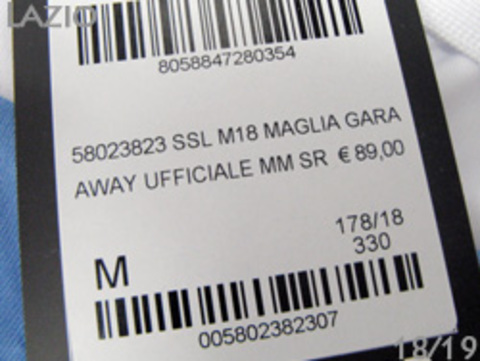 LAZIO
8058847280354
58023823 SSL M18 MAGLIA GARA
AWAY UFFICIALE MM SR € 89,00
M
178/18
330
005802382307
18/19